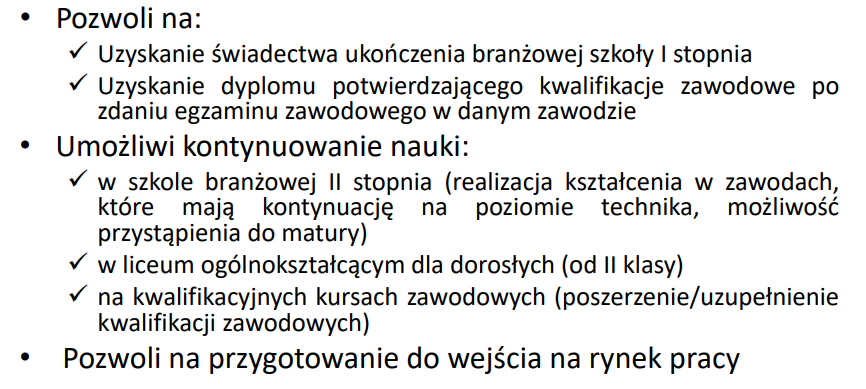 • Pozwoli na:
✓ Uzyskanie świadectwa ukończenia branżowej szkoły I stopnia
✓ Uzyskanie dyplomu potwierdzającego kwalifikacje zawodowe po
zdaniu egzaminu zawodowego w danym zawodzie
• Umożliwi kontynuowanie nauki:
✓ w szkole branżowej II stopnia (realizacja kształcenia w zawodach,
które mają kontynuację na poziomie technika, możliwość
przystąpienia do matury)
✓ w liceum ogólnokształcącym dla dorosłych (od II klasy)
✓ na kwalifikacyjnych kursach zawodowych (poszerzenie/uzupełnienie
kwalifikacji zawodowych)
• Pozwoli na przygotowanie do wejścia na rynek pracy